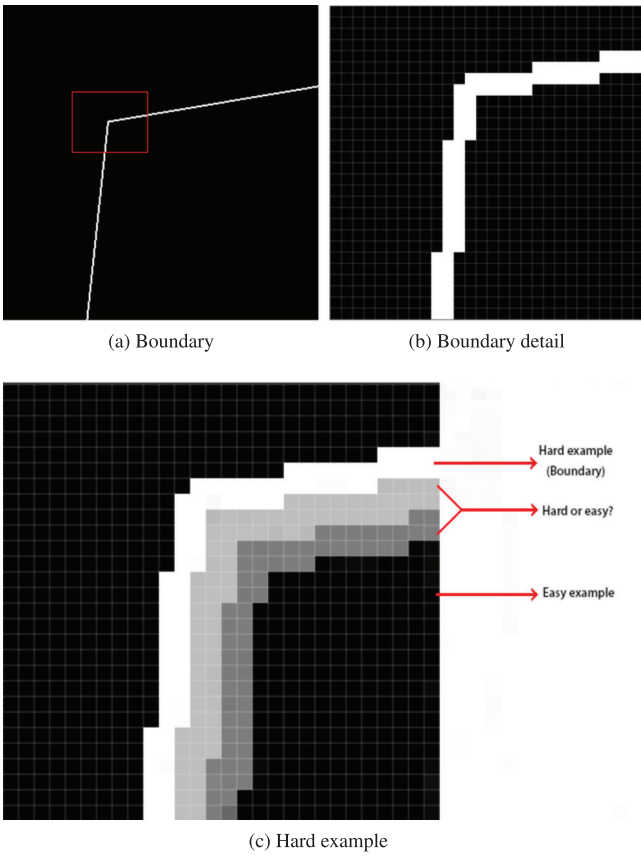 (a) Boundary
(b) Boundary detail
Hard example
(Boundary)
Hard or easy?
Easy example
(c) Hard example